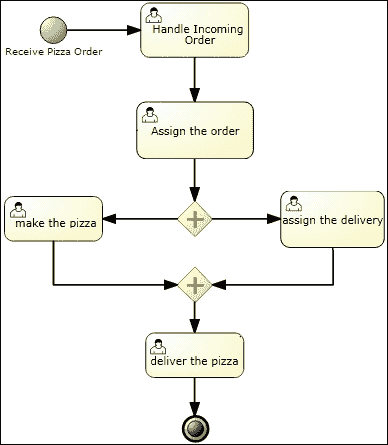 Receive Pizza Order
Handle Incoming
Order
Assign the order
make the pizza
assign the delivery
deliver the pizza